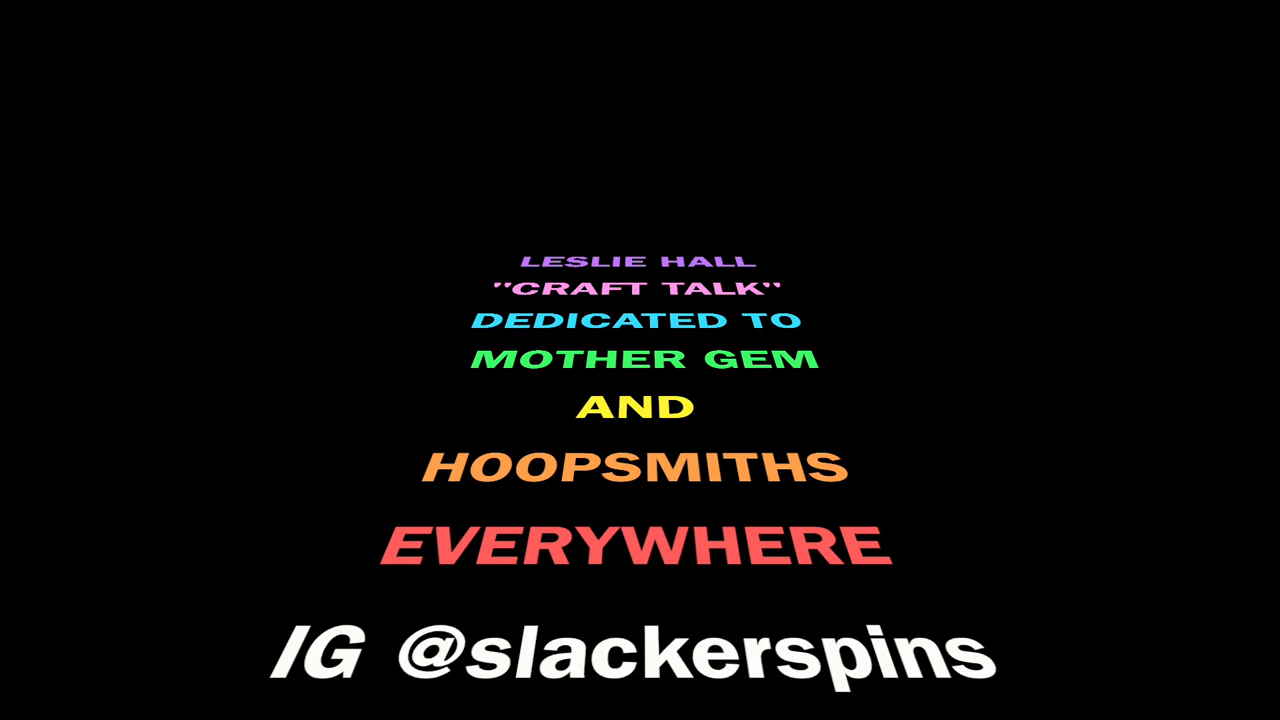 LESLIE HALL
"CRAFT TALK"
DEDICATED TO
MOTHER GEM
AND
HOOPSMITHS
EVERYWHERE
IG @slackerspins